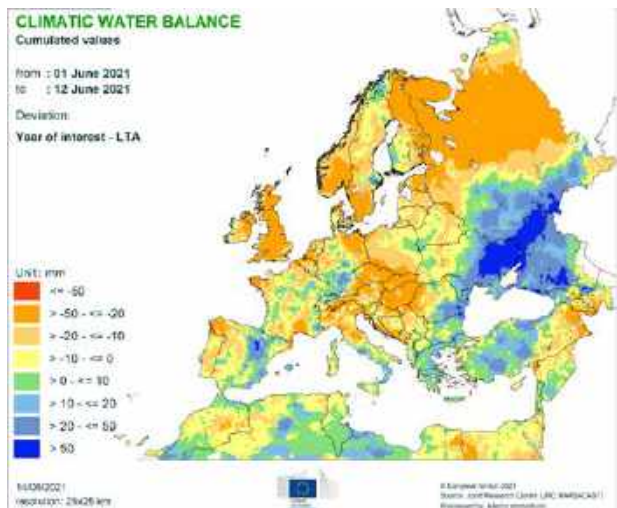 CLIMATIC WATER BALANCE
Cumulated values
from : 01 June 2021
to : 12 June 2021
Deviation:
Year of interest - LTA
Unit: mm
<= -50
> -50 - <= -20
> -20 - <= -10
> -10 - <= 0
> 0 - <= 10
> 10 - <= 20
> 20 - <= 50
> 50
resolution: 25x25 km
© European Union 2021
Source: Joint Research Centre